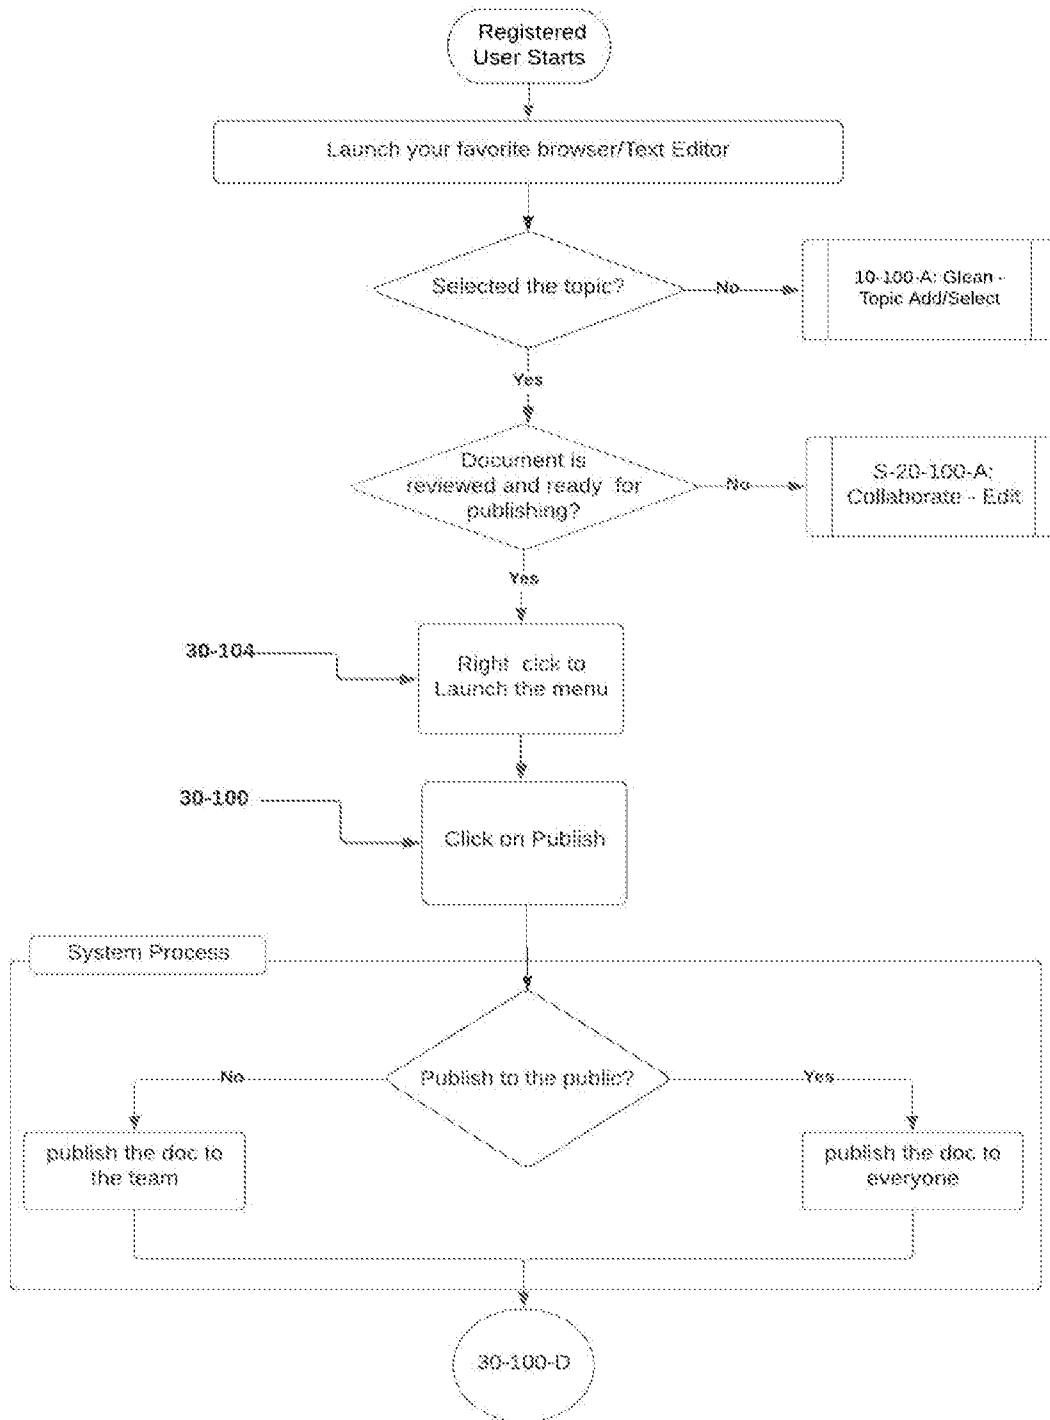 Registered
User Starts
Launch your favorite browser/Text Editor
Selected the topic?
No
10-100-A: Glean -
Topic Add/Select
Yes
Document is
reviewed and ready for
publishing?
No
S-20-100-A:
Collaborate - Edit
Yes
30-104
Right cick to
Launch the menu
30-100
Click on Publish
System Process
Publish to the public?
No
Yes
publish the doc to
the team
publish the doc to
everyone
30-100-D